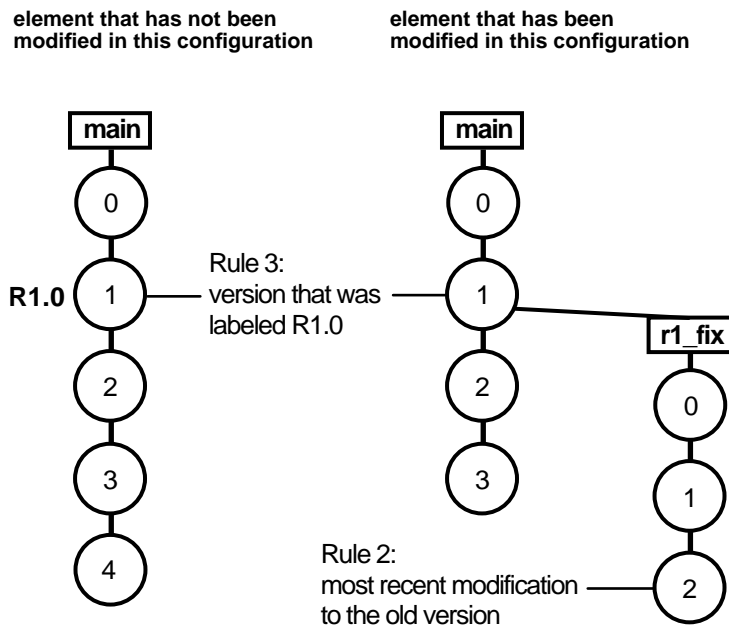 element that has not been
modified in this configuration
element that has been
modified in this configuration
main
0
R1.0
1
2
3
4
Rule 3:
version that was
labeled R1.0
main
0
1
2
3
r1_fix
0
1
2
Rule 2:
most recent modification
to the old version